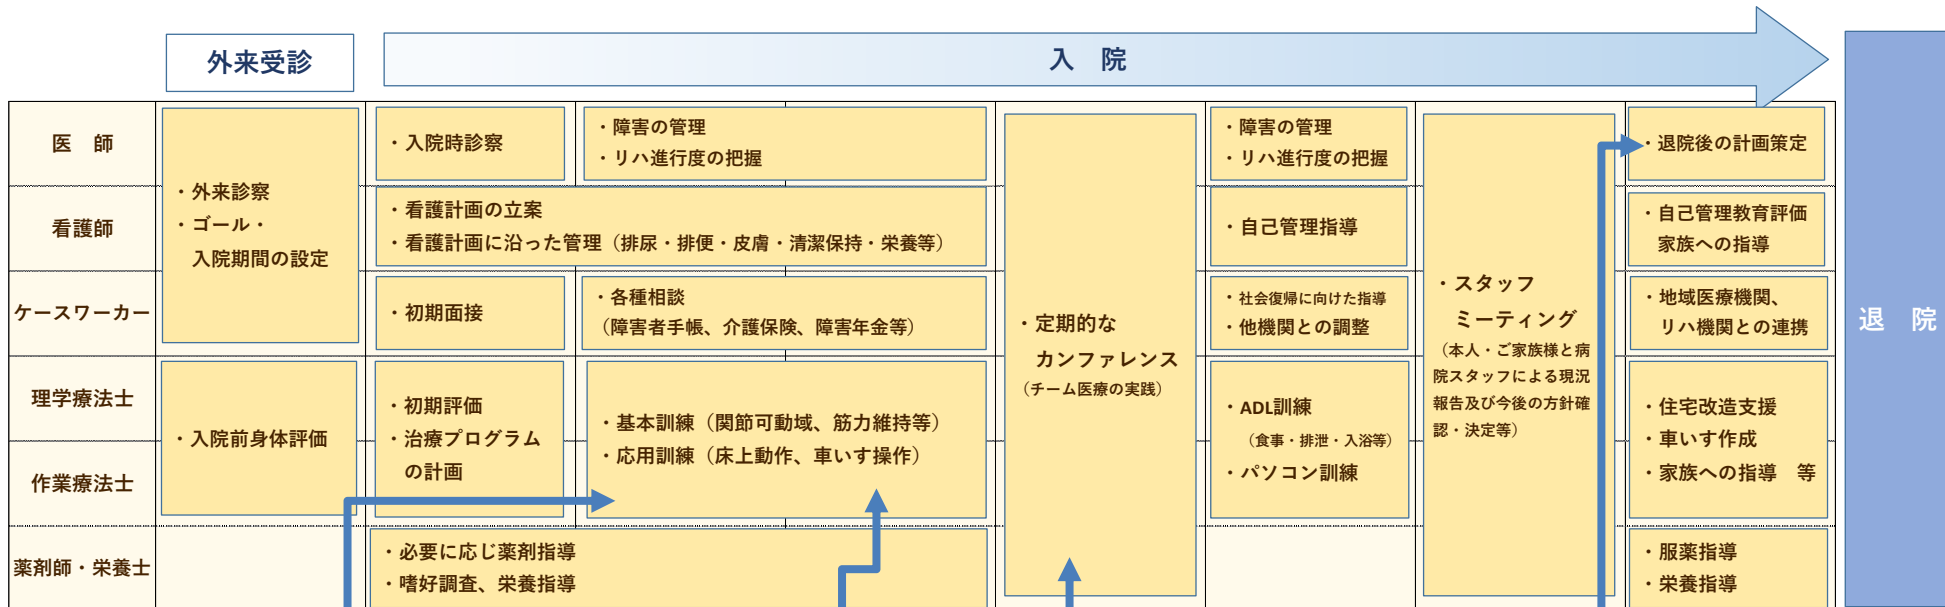 外来受診
入　院
退　院
医　師
・外来診察
・ゴール・
入院期間の設定
・入院時診察
・障害の管理
・リハ進行度の把握
・定期的な
カンファレンス
（チーム医療の実践）
・障害の管理
・リハ進行度の把握
・スタッフ
ミーティング
（本人・ご家族様と病
院スタッフによる現況
報告及び今後の方針確
認・決定等）
・退院後の計画策定
看護師
・看護計画の立案
・看護計画に沿った管理（排尿・排便・皮膚・清潔保持・栄養等）
・自己管理指導
・自己管理教育評価
家族への指導
ケースワーカー
・初期面接
・各種相談
（障害者手帳、介護保険、障害年金等）
・社会復帰に向けた指導
・他機関との調整
・地域医療機関、
リハ機関との連携
理学療法士
作業療法士
・入院前身体評価
・初期評価
・治療プログラム
の計画
・基本訓練（関節可動域、筋力維持等）
・応用訓練（床上動作、車いす操作）
・ADL訓練
（食事・排泄・入浴等）
・パソコン訓練
・住宅改造支援
・車いす作成
・家族への指導　等
薬剤師・栄養士
・必要に応じ薬剤指導
・嗜好調査、栄養指導
・服薬指導
・栄養指導